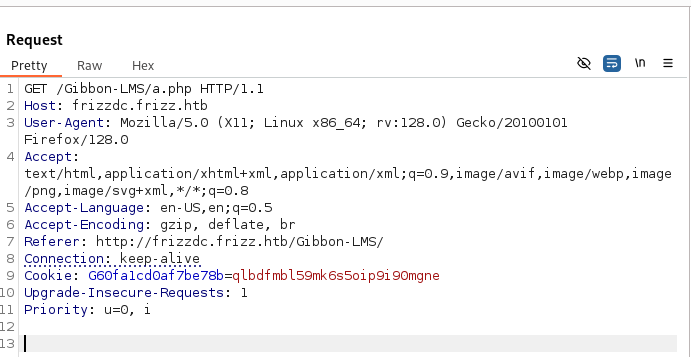 Request
Pretty Raw Hex
\n
1 GET /Gibbon-LMS/a.php HTTP/1.1
2 Host: frizzdc.frizz.htb
3 User-Agent: Mozilla/5.0 (X11; Linux x86_64; rv:128.0) Gecko/20100101
Firefox/128.0
4 Accept:
text/html,application/xhtml+xml,application/xml;q=0.9,image/avif,image/webp,image
/png,image/svg+xml,*/*;q=0.8
5 Accept-Language: en-US,en;q=0.5
6 Accept-Encoding: gzip, deflate, br
7 Referer: http://frizzdc.frizz.htb/Gibbon-LMS/
8 Connection: keep-alive
9 Cookie: G60fa1cd0af7be78b=qlbdfmbl59mk6s5oip9i90mgne
10 Upgrade-Insecure-Requests: 1
11 Priority: u=0, i
12
13